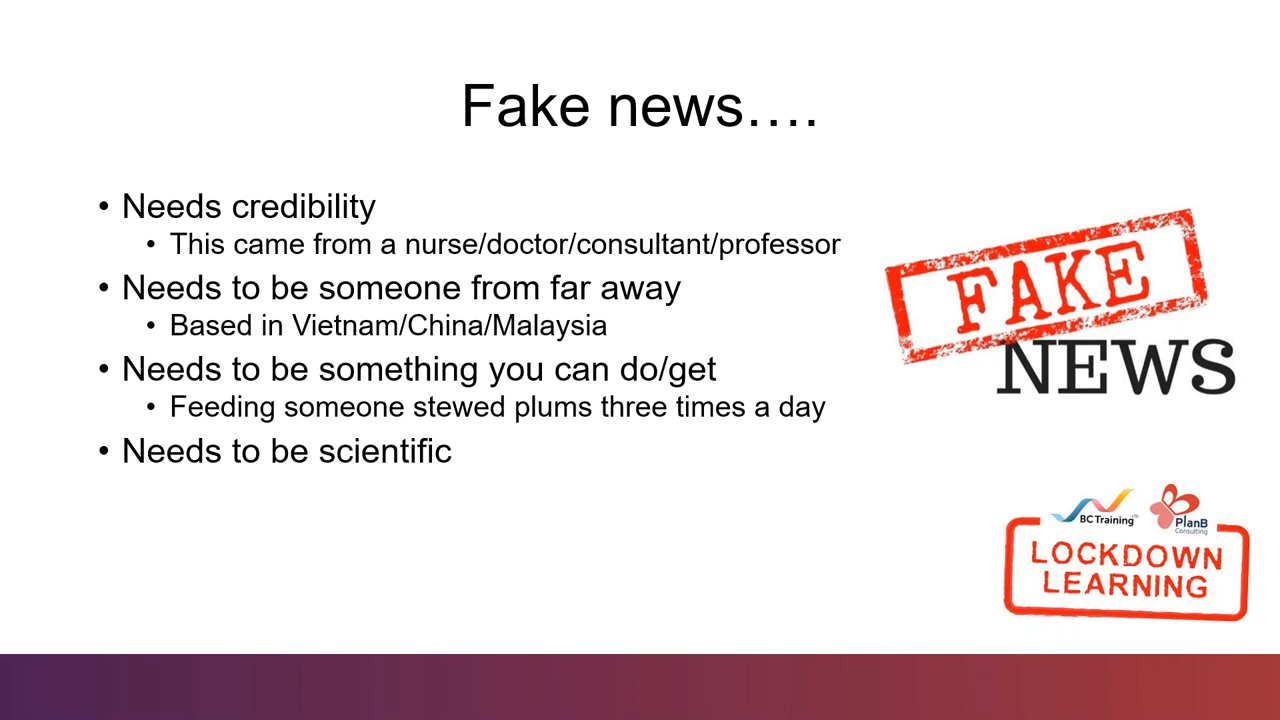 Fake news….
• Needs credibility
• This came from a nurse/doctor/consultant/professor
• Needs to be someone from far away
• Based in Vietnam/China/Malaysia
• Needs to be something you can do/get
• Feeding someone stewed plums three times a day
• Needs to be scientific
FAKE
NEWS
BC Training LTD
PlanB
Consulting
LOCKDOWN
LEARNING